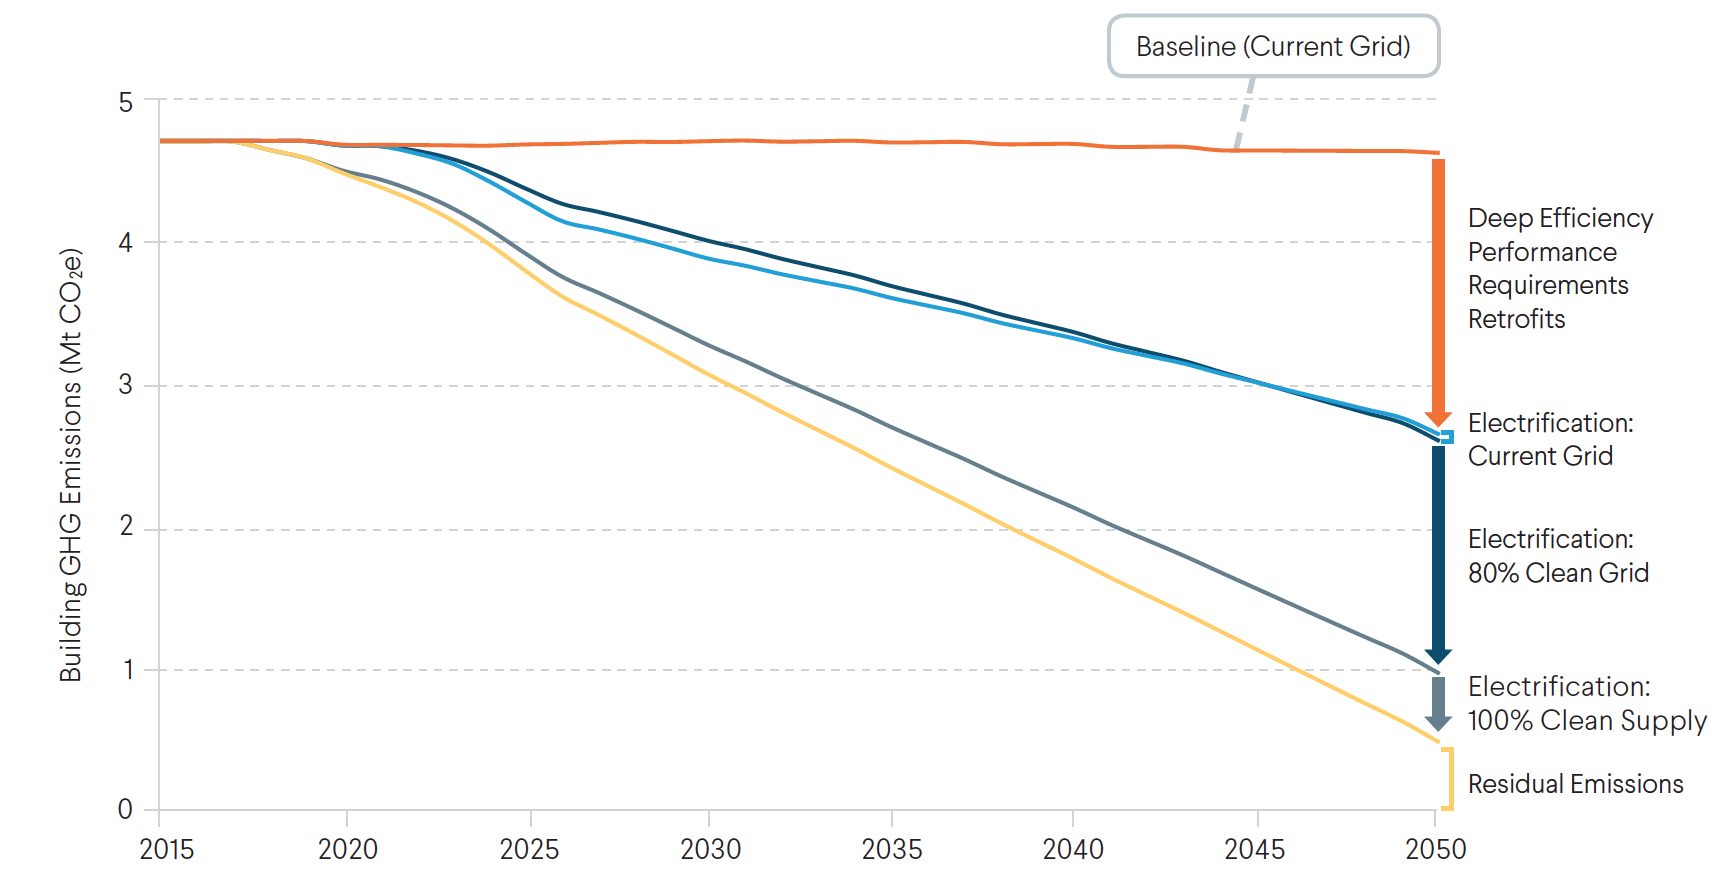 Baseline (Current Grid)
Building GHG Emissions (Mt CO₂e)
5
4
3
2
1
0
2015
2020
2025
2030
2035
2040
2045
2050
Deep Efficiency
Performance
Requirements
Retrofits
Electrification:
Current Grid
Electrification:
80% Clean Grid
Electrification:
100% Clean Supply
Residual Emissions